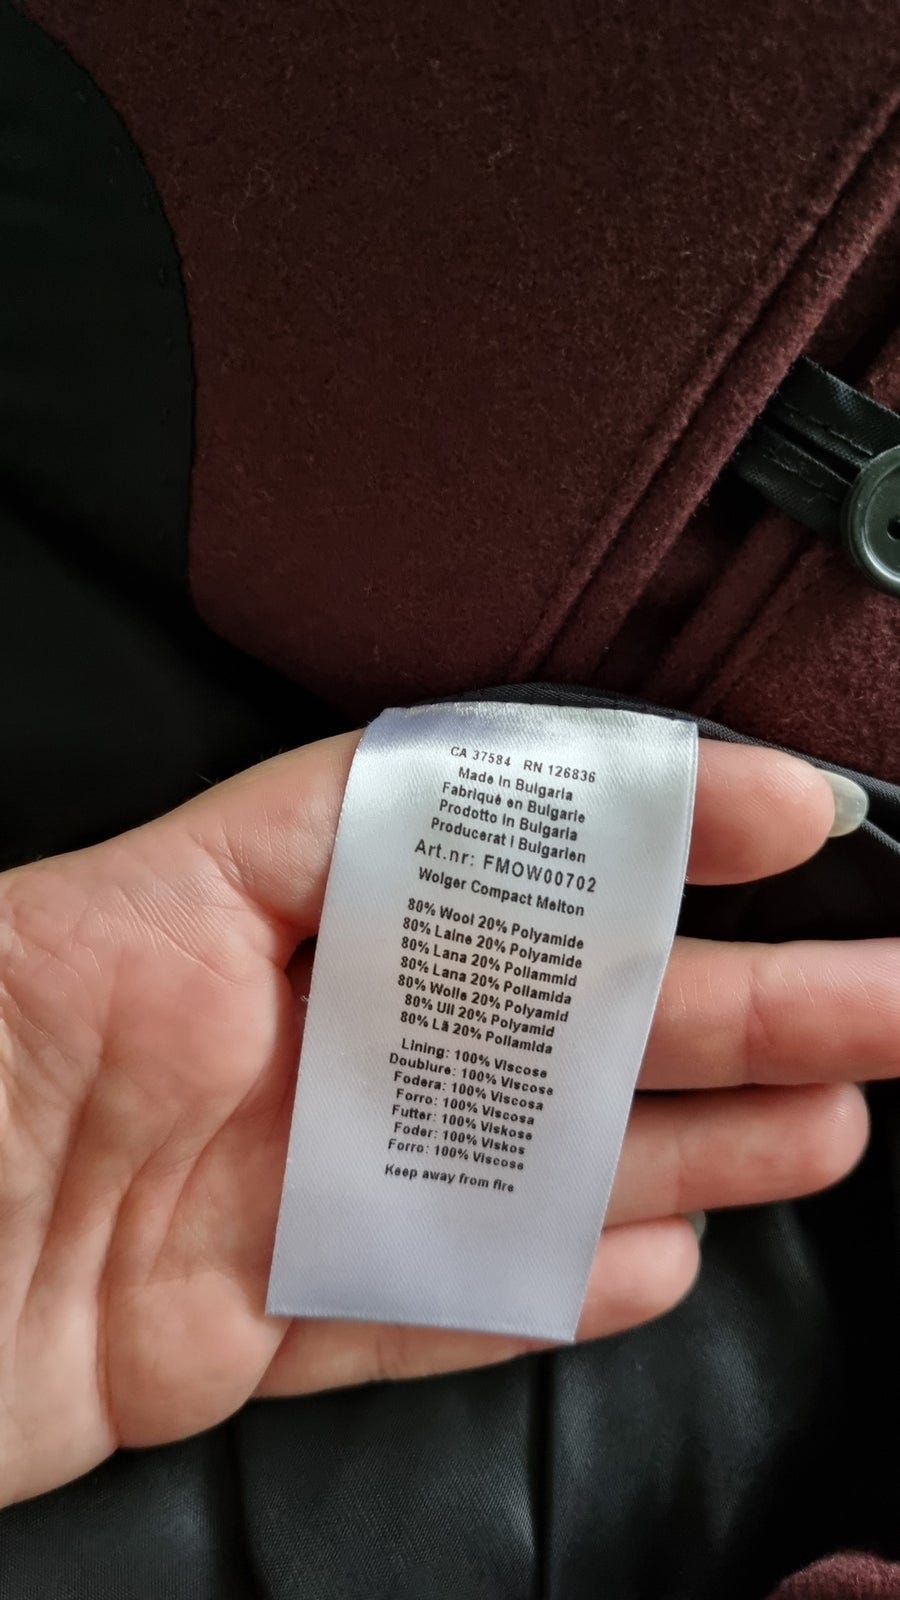 CA 37584 RN 126836
Made in Bulgaria
Fabriqué en Bulgarie
Prodotto in Bulgaria
Producerat i Bulgarien
Art.nr: FMOW00702
Wolger Compact Melton
80% Wool 20% Polyamide
80% Laine 20% Polyamide
80% Lana 20% Poliammid
80% Lana 20% Poliamida
80% Wolle 20% Polyamid
80% Ull 20% Polyamid
80% Lã 20% Poliamida
Lining: 100% Viscose
Doublure: 100% Viscose
Fodera: 100% Viscosa
Forro: 100% Viscosa
Futter: 100% Viskose
Foder: 100% Viskos
Forro: 100% Viscose
Keep away from fire